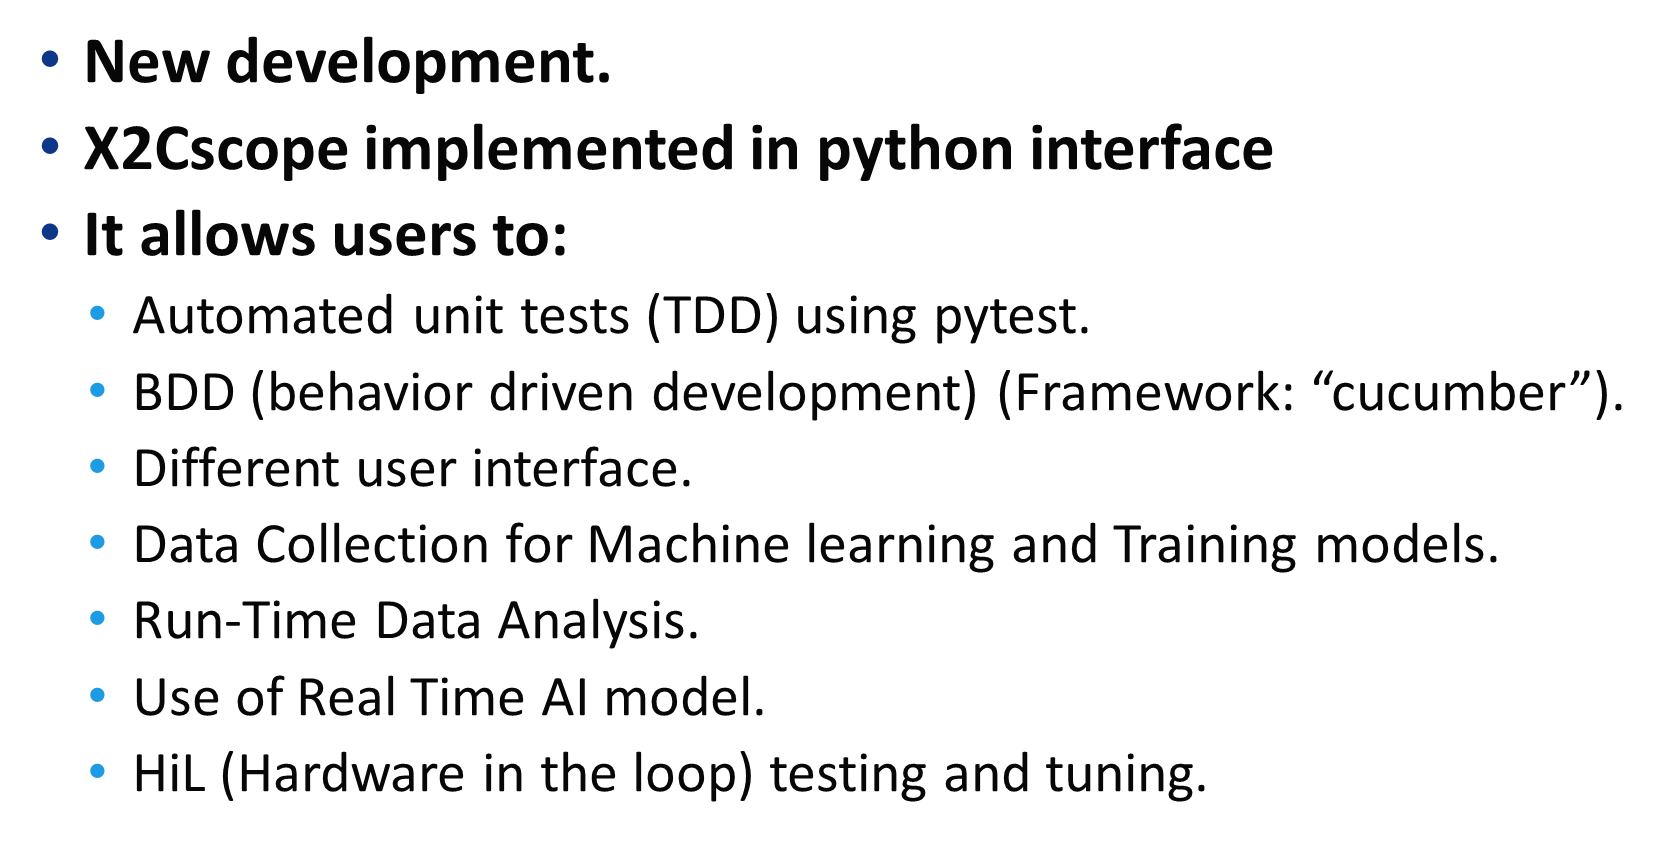 • New development.
• X2Cscope implemented in python interface
• It allows users to:
• Automated unit tests (TDD) using pytest.
• BDD (behavior driven development) (Framework: “cucumber”).
• Different user interface.
• Data Collection for Machine learning and Training models.
• Run-Time Data Analysis.
• Use of Real Time AI model.
• HiL (Hardware in the loop) testing and tuning.